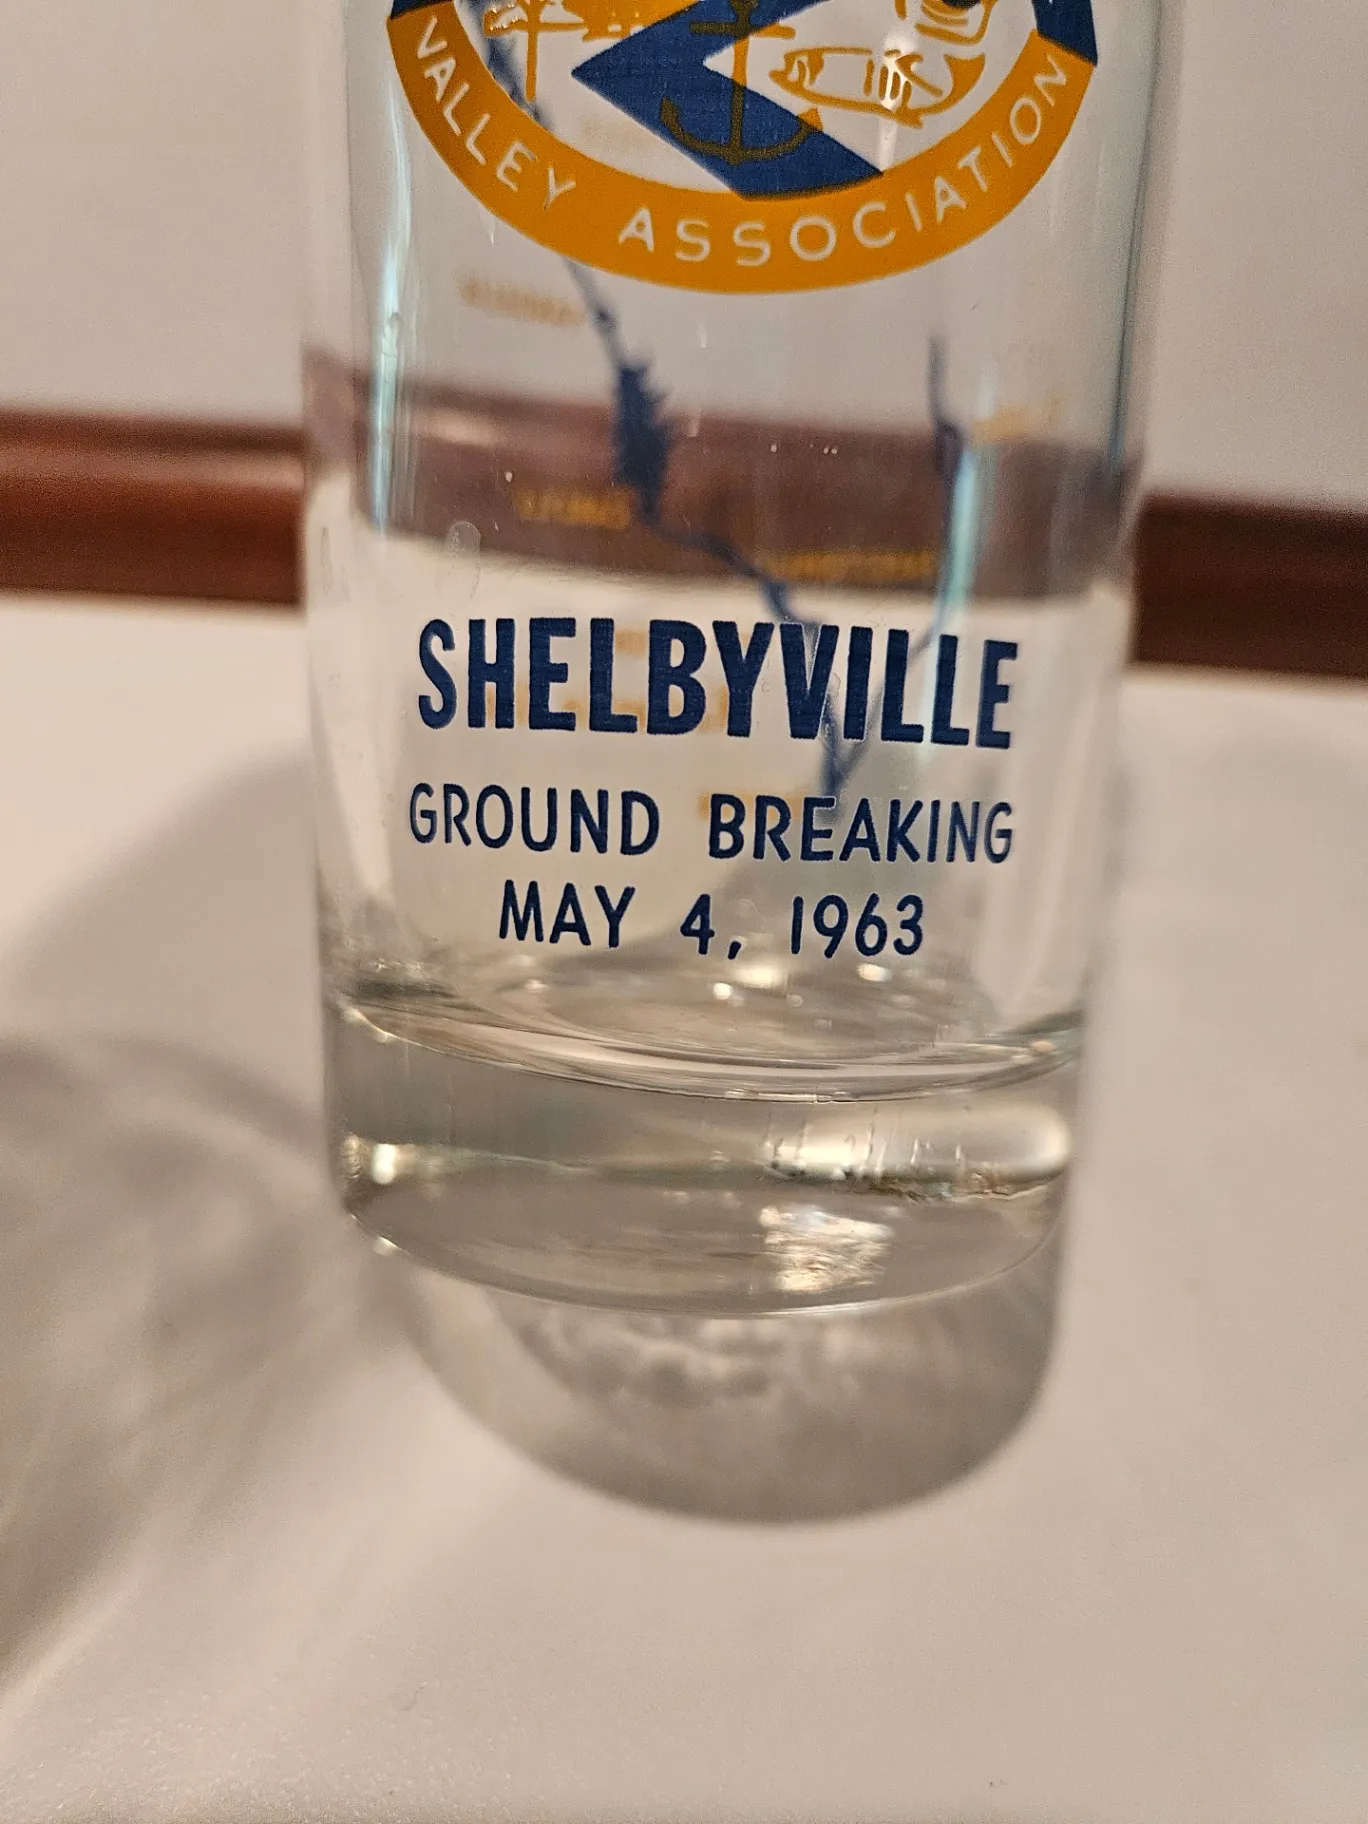 VALLEY ASSOCIATION
SHELBYVILLE
GROUND BREAKING
MAY 4, 1963